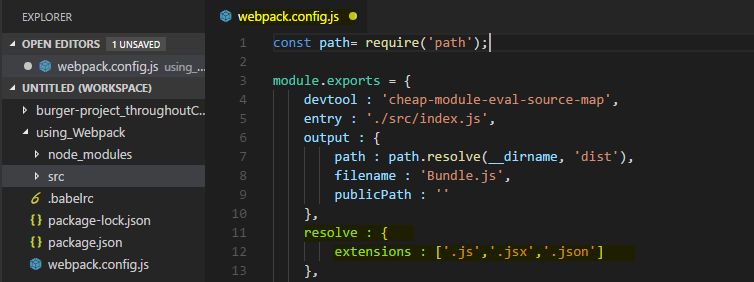 EXPLORER
OPEN EDITORS 1 UNSAVED
webpack.config.js using_...
UNTITLED (WORKSPACE)
burger-project_throughoutC...
using_Webpack
node_modules
src
.babelrc
package-lock.json
package.json
webpack.config.js
webpack.config.js
1 const path= require('path');
2
3 module.exports = {
4 devtool : 'cheap-module-eval-source-map',
5 entry : './src/index.js',
6 output : {
7 path : path.resolve(__dirname, 'dist'),
8 filename : 'Bundle.js',
9 publicPath : ''
10 },
11 resolve : {
12 extensions : ['.js','.jsx','.json']
13 },